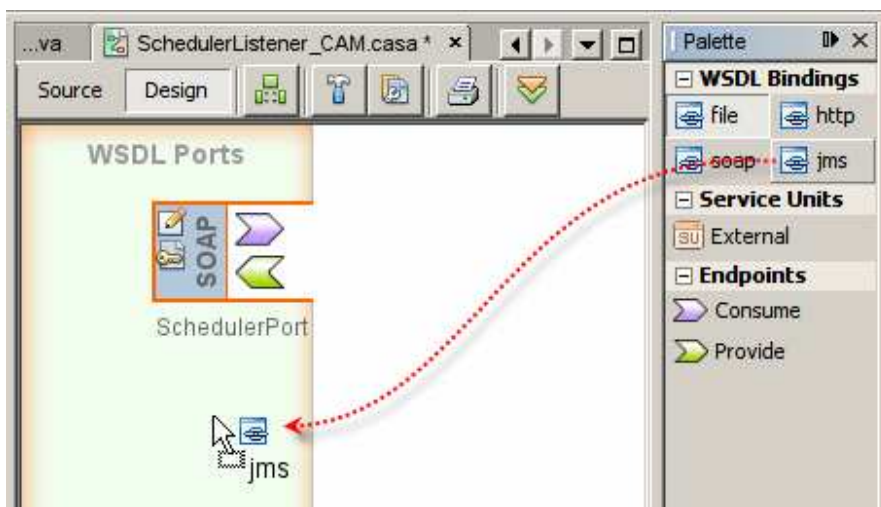 ...va SchedulerListener_CAM.casa * x
Source Design
WSDL Ports
SOAP
SchedulerPort
jms
Palette
WSDL Bindings
file http
soap jms
Service Units
SU External
Endpoints
Consume
Provide